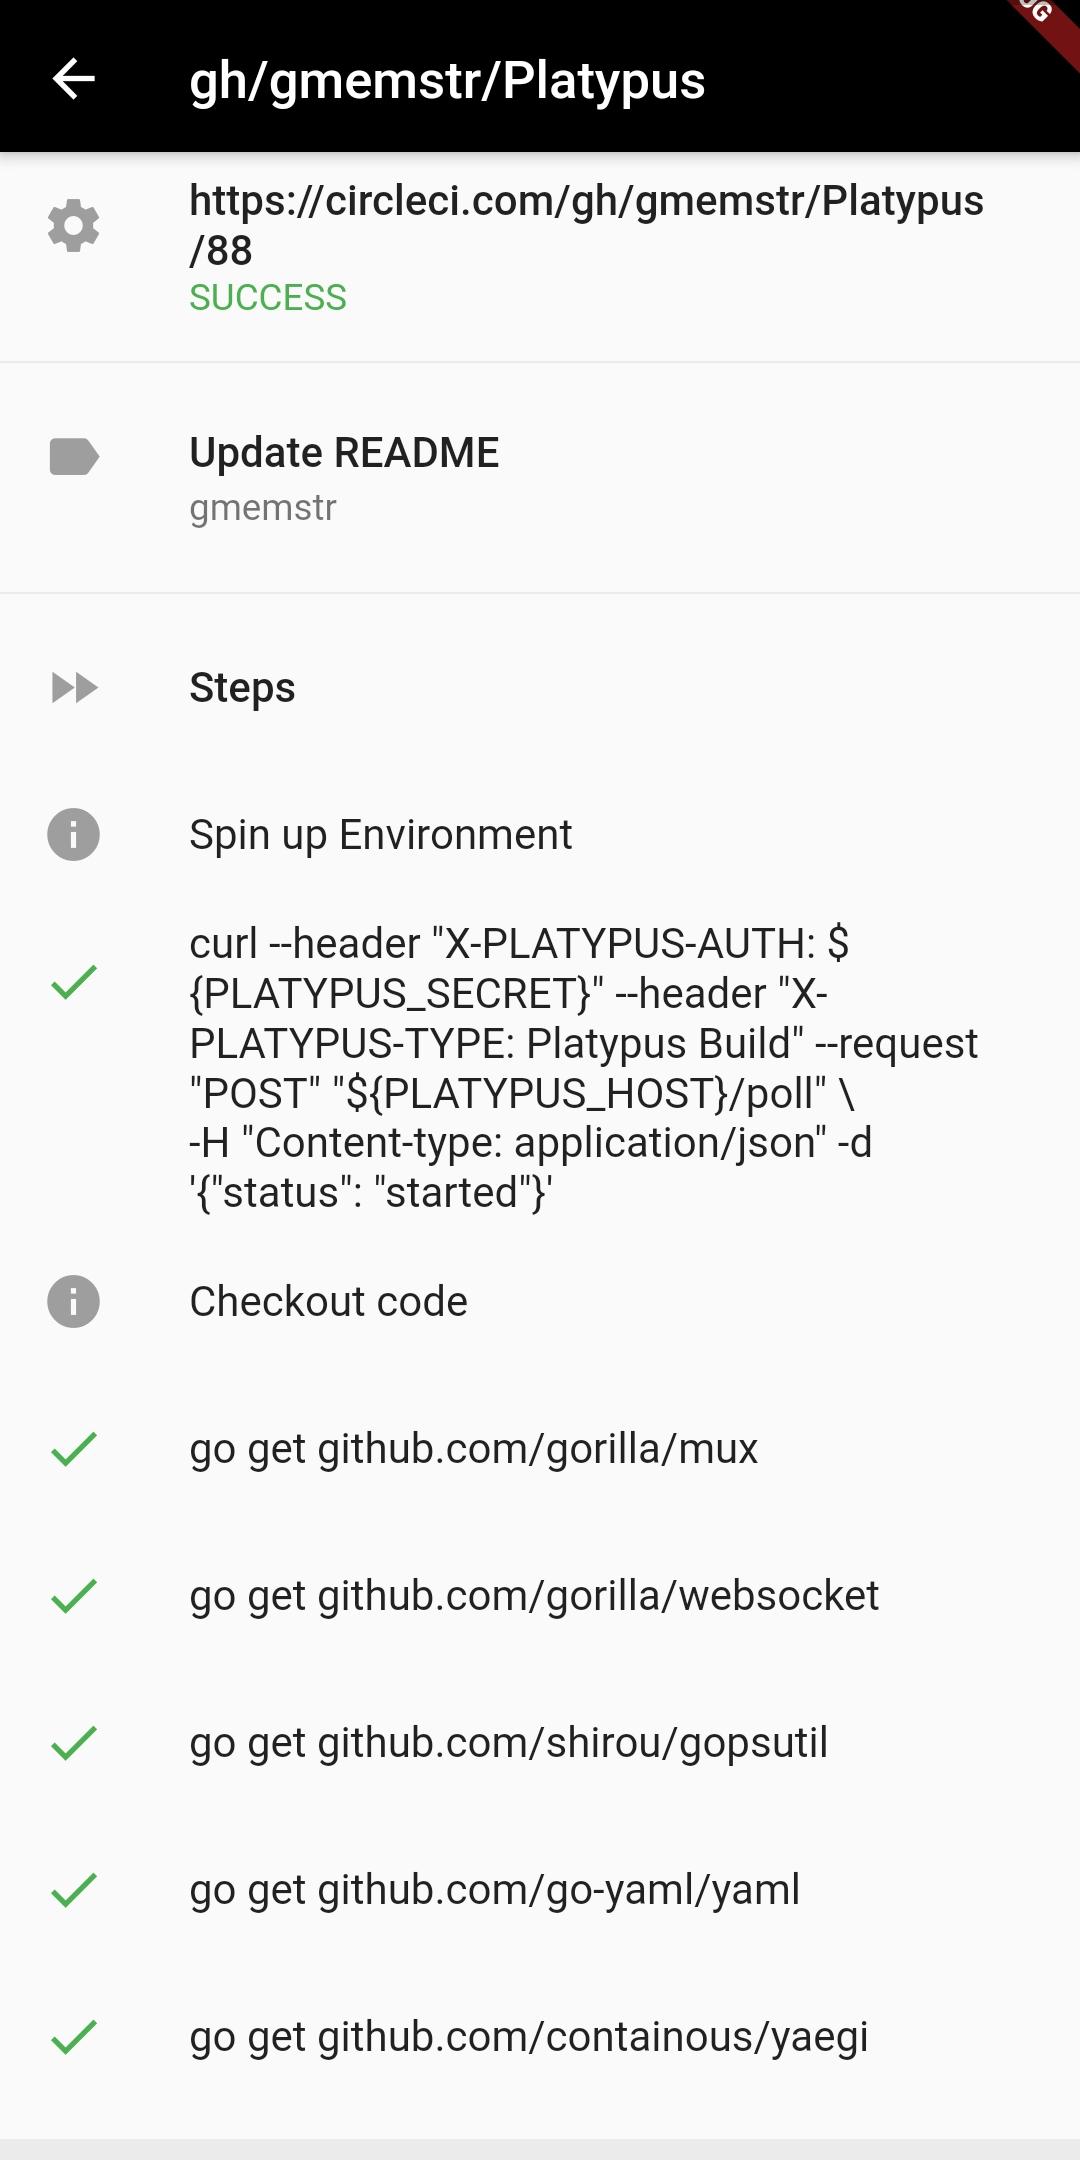 gh/gmemstr/Platypus
https://circleci.com/gh/gmemstr/Platypus
/88
SUCCESS
Update README
gmemstr
Steps
Spin up Environment
curl --header "X-PLATYPUS-AUTH: $
{PLATYPUS_SECRET}" --header "X-
PLATYPUS-TYPE: Platypus Build" --request
"POST" "${PLATYPUS_HOST}/poll" \
-H "Content-type: application/json" -d
'{"status": "started"}'
Checkout code
go get github.com/gorilla/mux
go get github.com/gorilla/websocket
go get github.com/shirou/gopsutil
go get github.com/go-yaml/yaml
go get github.com/containous/yaegi